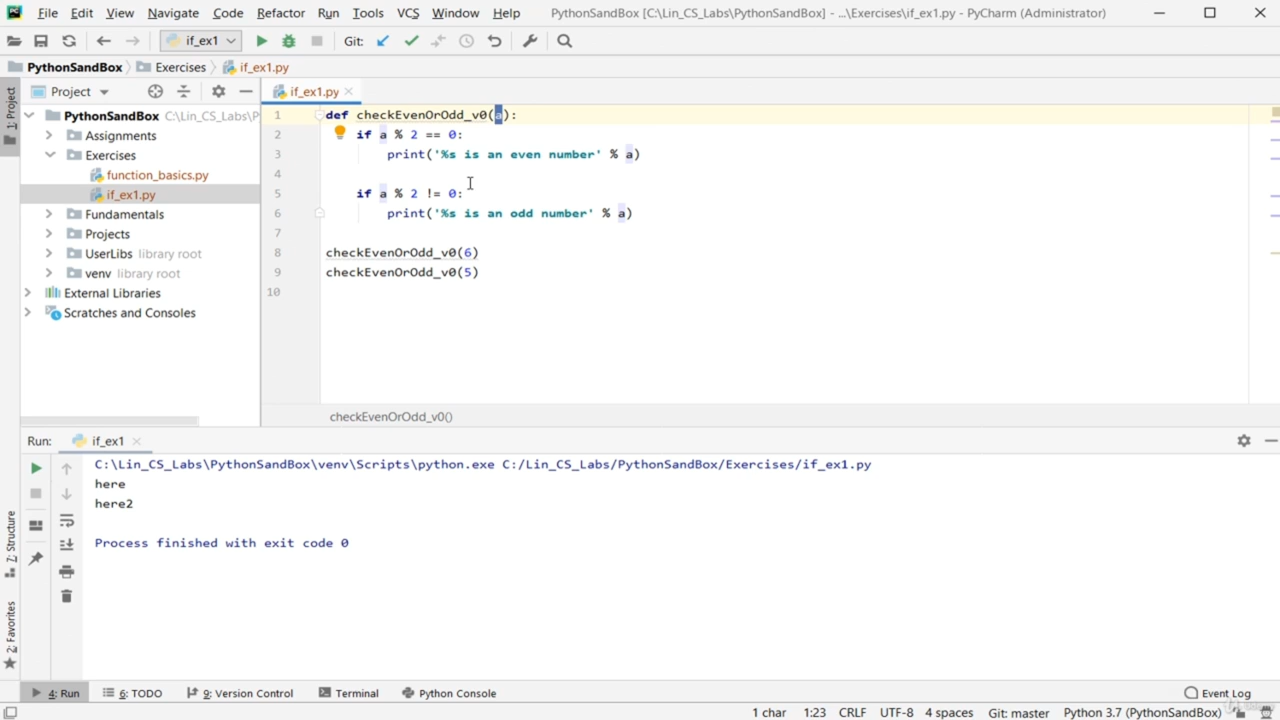 File Edit View Navigate Code Refactor Run Tools VCS Window Help PythonSandBox [C:\Lin_CS_Labs\PythonSandBox] - ...\Exercises\if_ex1.py - PyCharm (Administrator)
if_ex1 Git:
PythonSandBox Exercises if_ex1.py
1: Project
Project
if_ex1.py
PythonSandBox C:\Lin_CS_Labs\P
Assignments
Exercises
function_basics.py
if_ex1.py
Fundamentals
Projects
UserLibs library root
venv library root
External Libraries
Scratches and Consoles
1 def checkEvenOrOdd_v0(a):
2 if a % 2 == 0:
3 print('%s is an even number' % a)
4
5 if a % 2 != 0:
6 print('%s is an odd number' % a)
7
8 checkEvenOrOdd_v0(6)
9 checkEvenOrOdd_v0(5)
10
checkEvenOrOdd_v0()
Run: if_ex1
C:\Lin_CS_Labs\PythonSandBox\venv\Scripts\python.exe C:/Lin_CS_Labs/PythonSandBox/Exercises/if_ex1.py
here
here2
Process finished with exit code 0
Z: Structure
2: Favorites
4: Run 6: TODO 9: Version Control Terminal Python Console Event Log
1 char 1:23 CRLF UTF-8 4 spaces Git: master Python 3.7 (PythonSandBox)